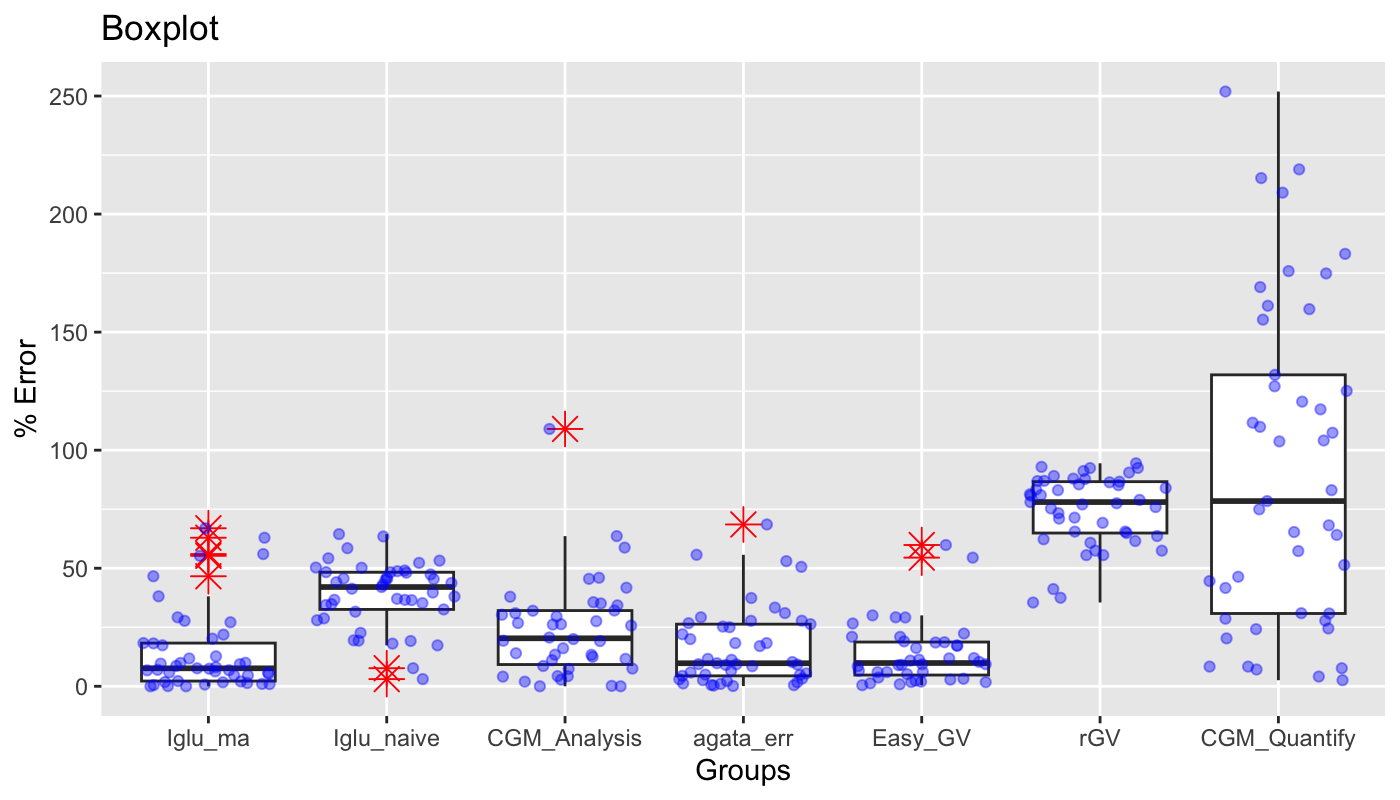 Boxplot
250
200
150
100
50
0
% Error
Iglu_ma Iglu_naive CGM_Analysis agata_err Easy_GV rGV CGM_Quantify
Groups